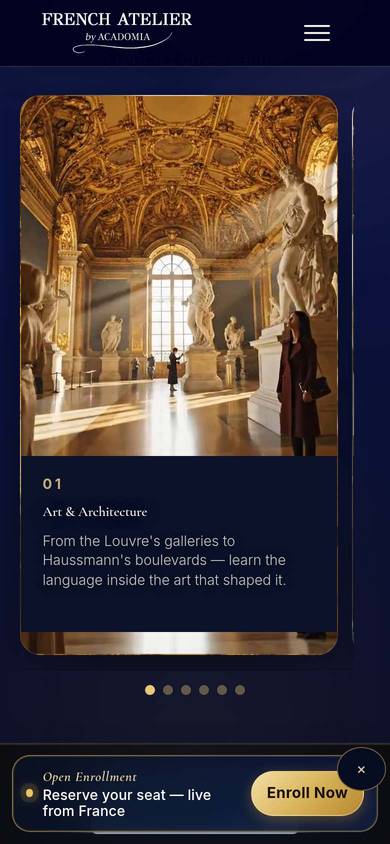 FRENCH ATELIER
by ACADOMIA
01
Art & Architecture
From the Louvre's galleries to
Haussmann's boulevards — learn the
language inside the art that shaped it.
Open Enrollment
Reserve your seat — live
from France
Enroll Now
×